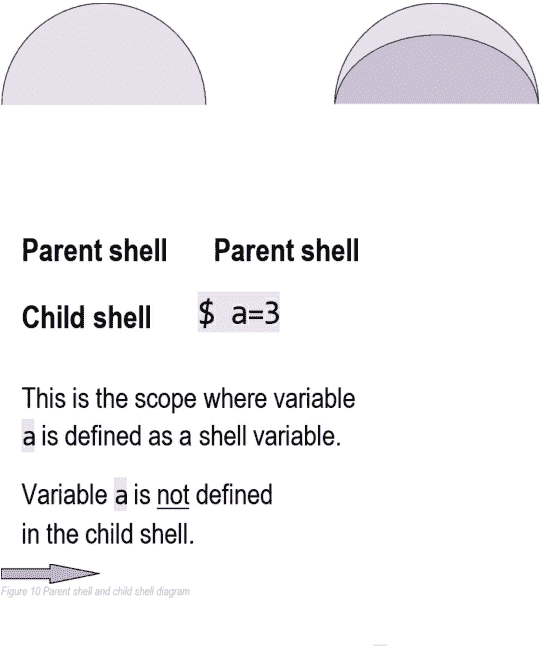 Parent shell Parent shell
Child shell $ a=3
This is the scope where variable
a is defined as a shell variable.
Variable a is not defined
in the child shell.
Figure 10 Parent shell and child shell diagram